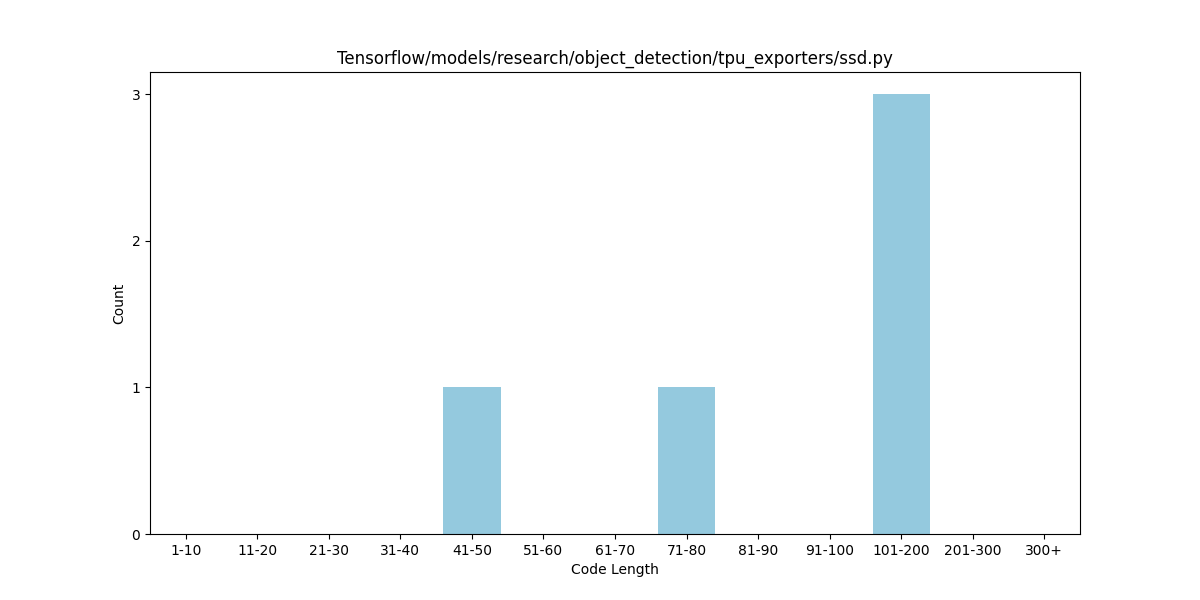 Tensorflow/models/research/object_detection/tpu_exporters/ssd.py
3
2
1
0
Count
1-10 11-20 21-30 31-40 41-50 51-60 61-70 71-80 81-90 91-100 101-200 201-300 300+
Code Length